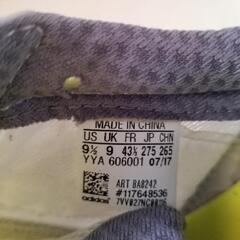 MADE IN CHINA
US UK FR JP CHN
9½ 9 43⅓ 275 265
YYA 606001 07/17
ART BA8242
#117648536
adidas